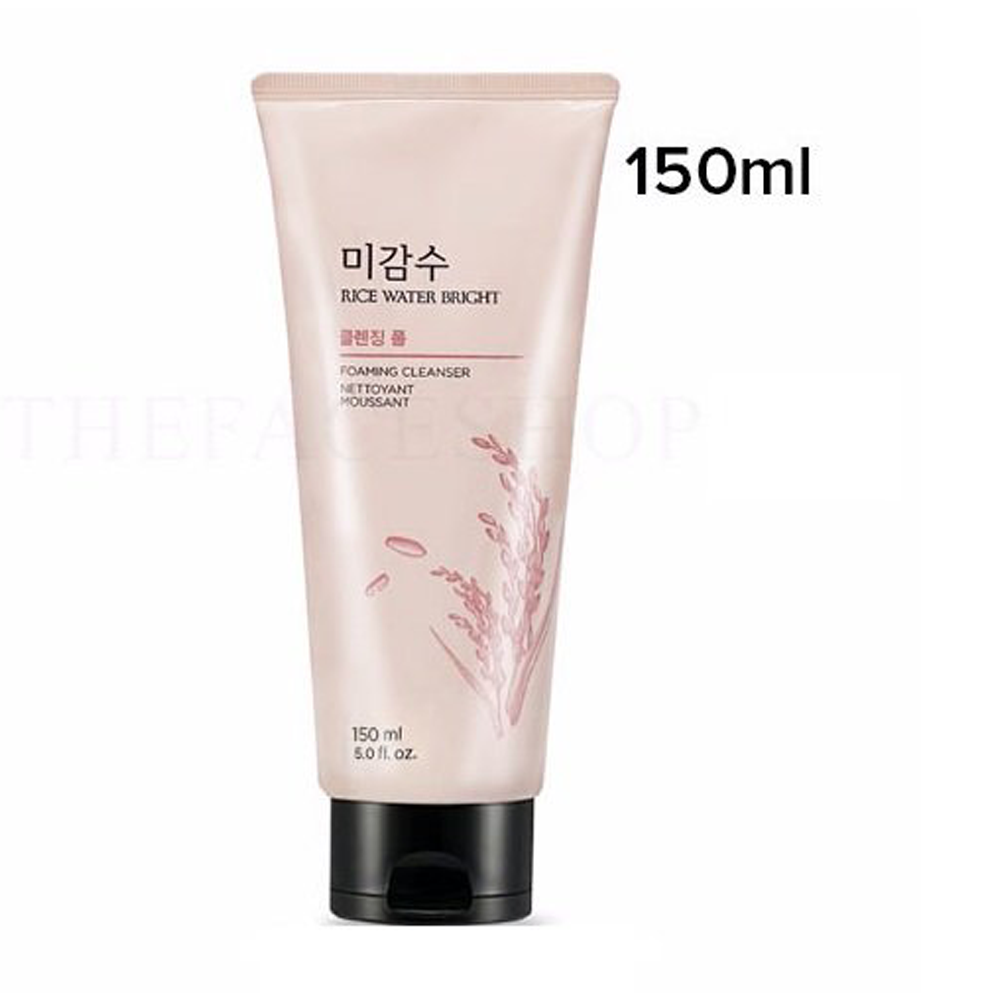 150ml
미감수
RICE WATER BRIGHT
클렌징 폼
FOAMING CLEANSER
NETTOYANT
MOUSSANT
THEFACESHOP
150 ml
5.0 fl. oz.